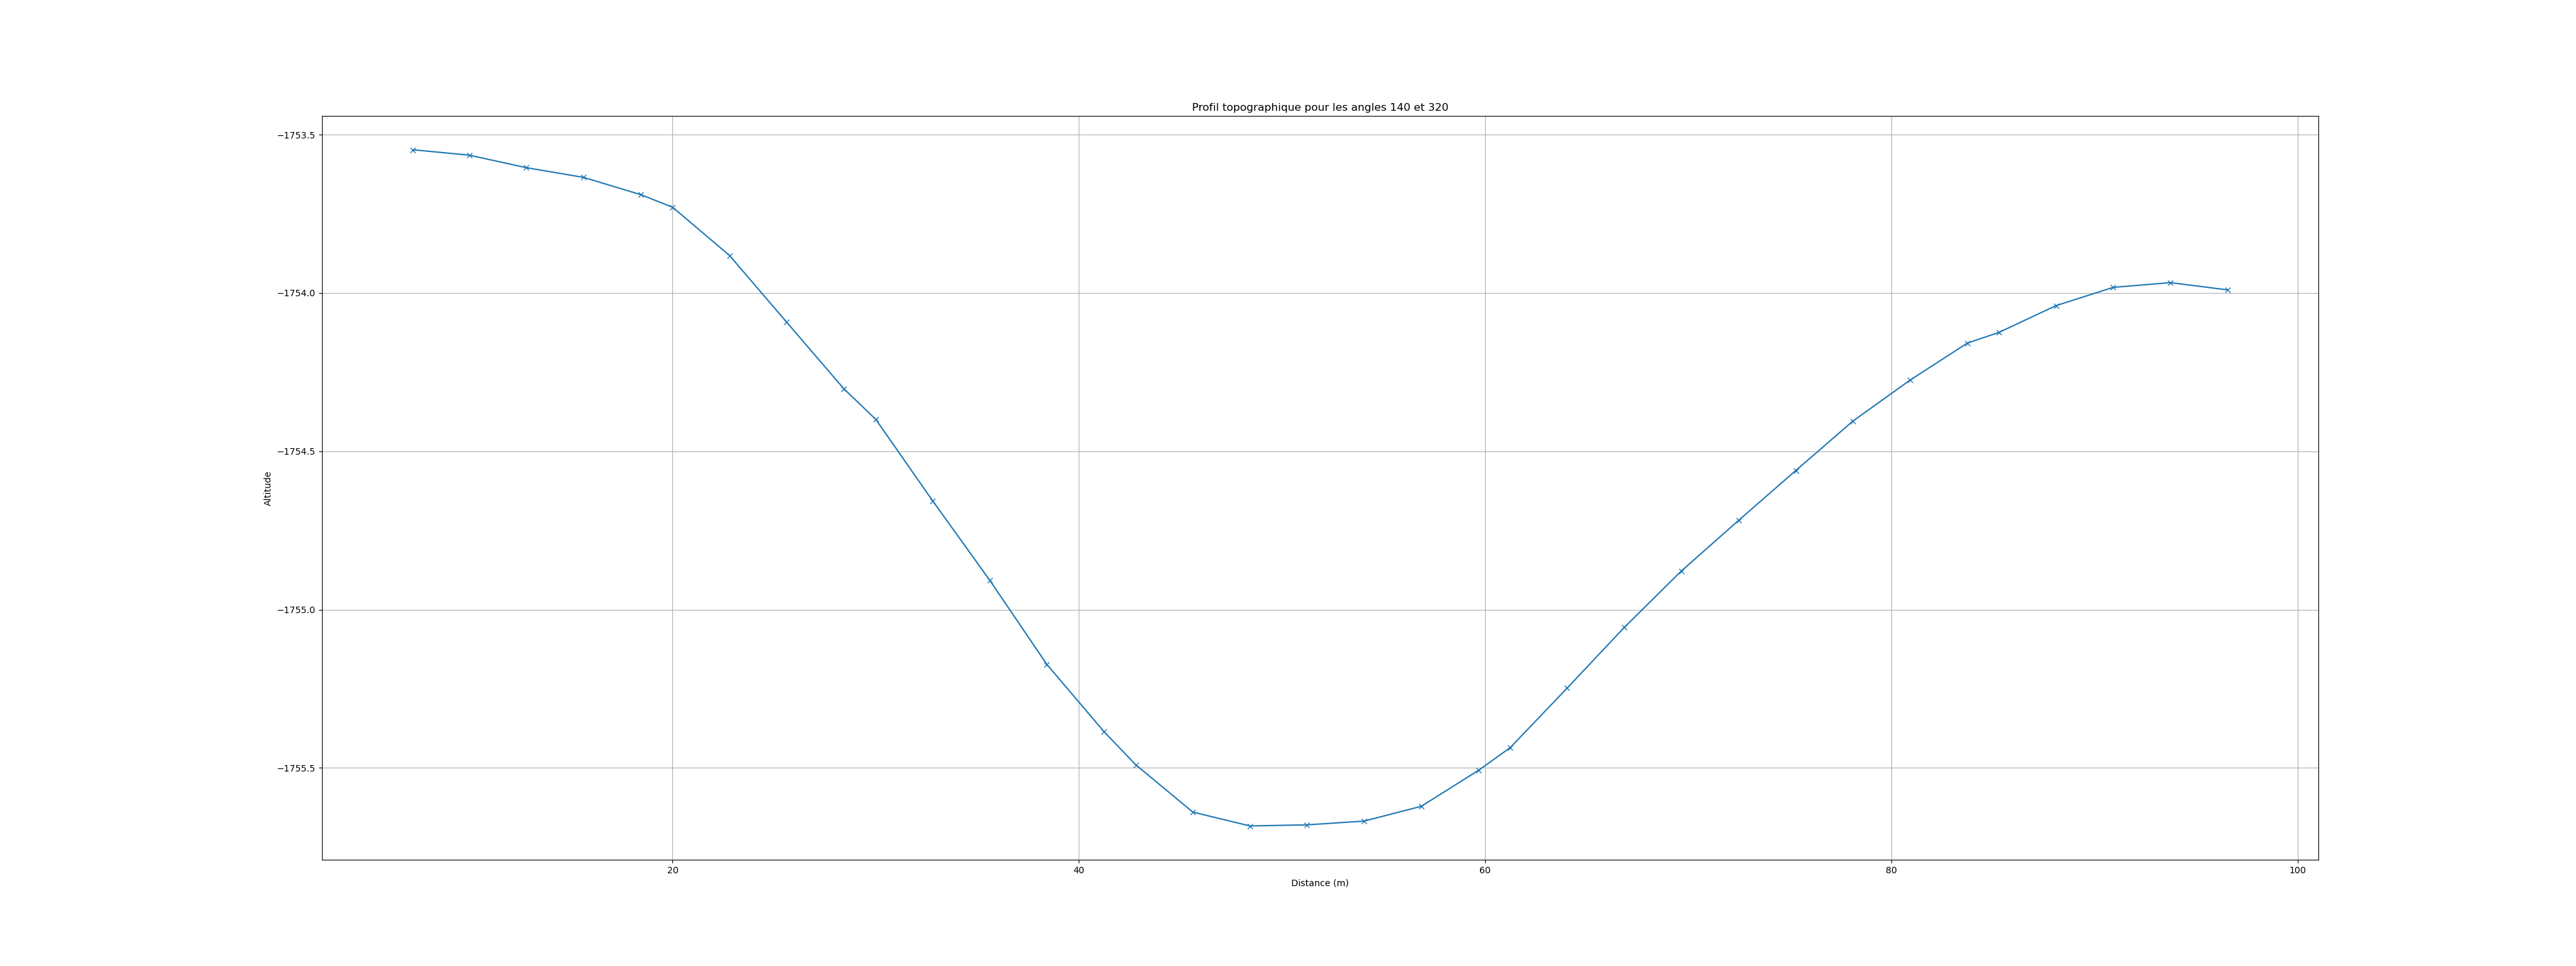 Profil topographique pour les angles 140 et 320
−1753.5
−1754.0
−1754.5
−1755.0
−1755.5
Altitude
20 40 60 80 100
Distance (m)